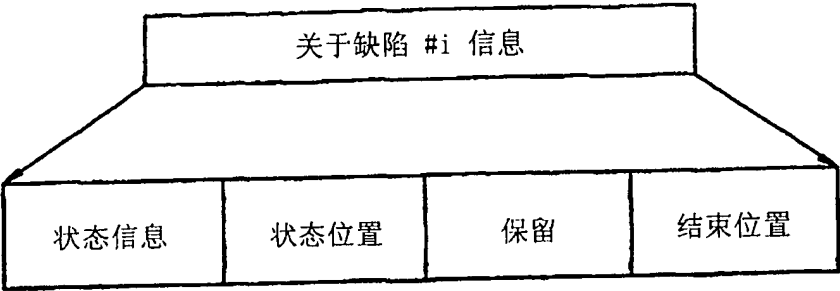 关于缺陷 #i 信息
状态信息
状态位置
保留
结束位置